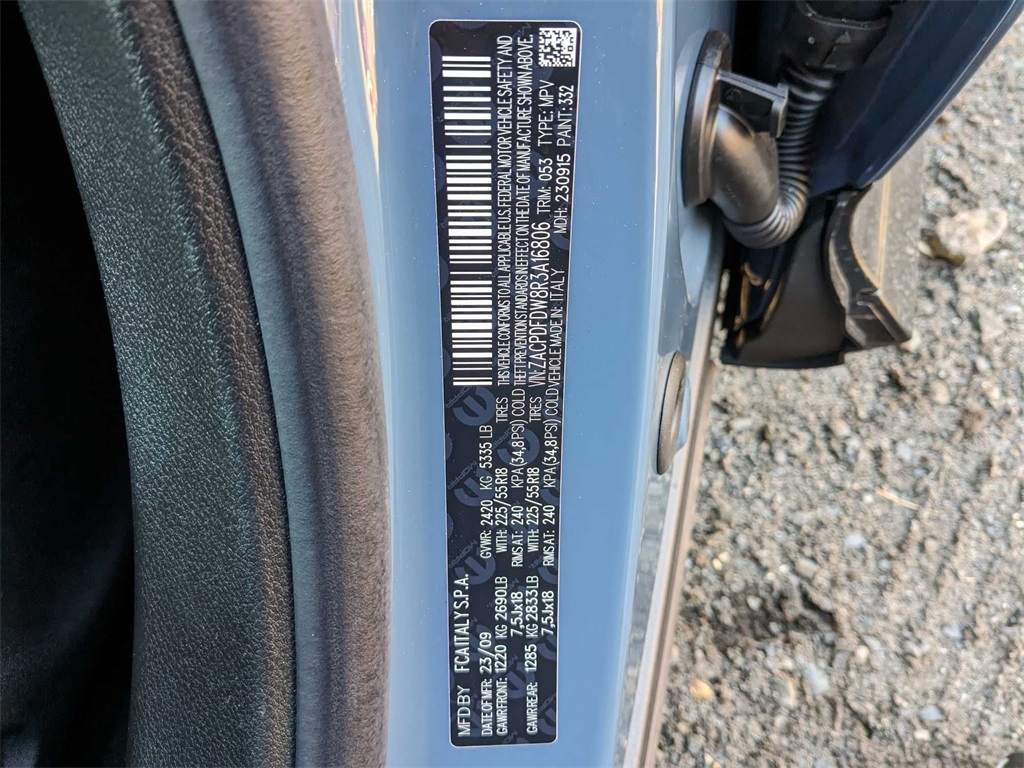 MFD BY FCA ITALY S.P.A.
DATE OF MFR: 23/09 GVWR: 2420 KG 5335 LB
GAWR FRONT: 1220 KG 2690LB WITH: 225/55R18 TIRES THIS VEHICLE CONFORMS TO ALL APPLICABLE U.S. FEDERAL MOTOR VEHICLE SAFETY AND
7,5Jx18 RIMS AT: 240 KPA (34,8 PSI) COLD THEFT PREVENTION STANDARDS IN EFFECT ON THE DATE OF MANUFACTURE SHOWN ABOVE.
GAWR REAR: 1285 KG 2833LB WITH: 225/55R18 TIRES VIN: ZACPDFDW8R3A16806 TRIM: 053 TYPE: MPV
7,5Jx18 RIMS AT: 240 KPA (34,8 PSI) COLD VEHICLE MADE IN: ITALY MDH: 230915 PAINT: 332